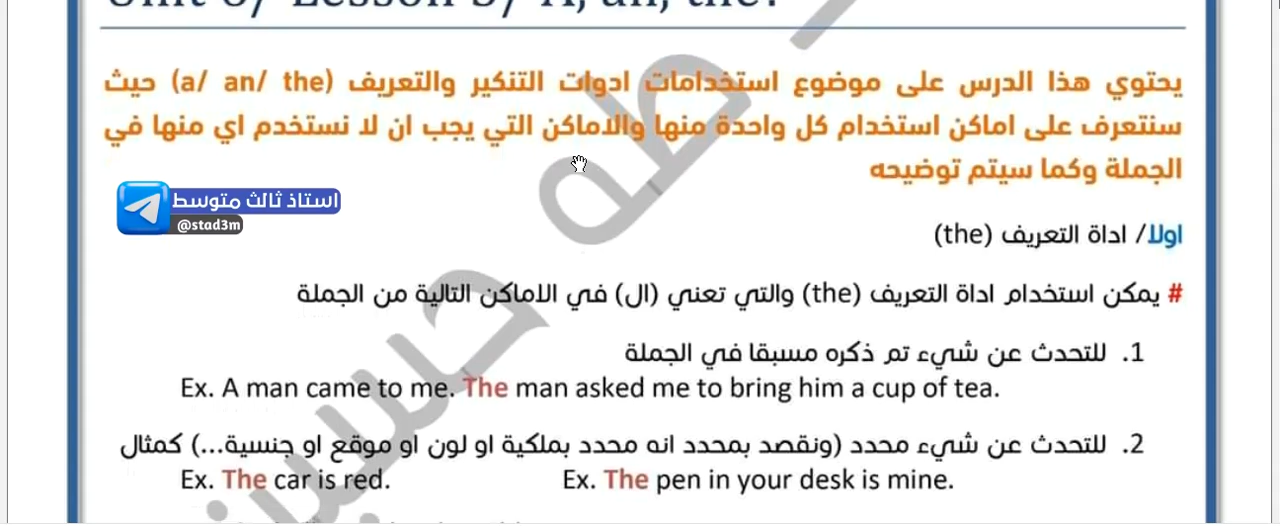 Unit 6/ Lesson 3/ A, an, the.
يحتوي هذا الدرس على موضوع استخدامات ادوات التنكير والتعريف (a/ an/ the) حيث
سنتعرف على اماكن استخدام كل واحدة منها والاماكن التي يجب ان لا نستخدم اي منها في
الجملة وكما سيتم توضيحه
استاذ ثالث متوسط
@stad3m
اولا/ اداة التعريف (the)
# يمكن استخدام اداة التعريف (the) والتي تعني (ال) في الاماكن التالية من الجملة
1. للتحدث عن شيء تم ذكره مسبقا في الجملة
Ex. A man came to me. The man asked me to bring him a cup of tea.
2. للتحدث عن شيء محدد (ونقصد بمحدد انه محدد بملكية او لون او موقع او جنسية...) كمثال
Ex. The car is red. Ex. The pen in your desk is mine.
طه حسين